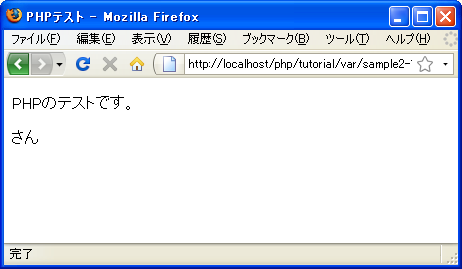 PHPテスト - Mozilla Firefox
ファイル(F) 編集(E) 表示(V) 履歴(S) ブックマーク(B) ツール(T) ヘルプ(H)
http://localhost/php/tutorial/var/sample2-
PHPのテストです。
さん
完了